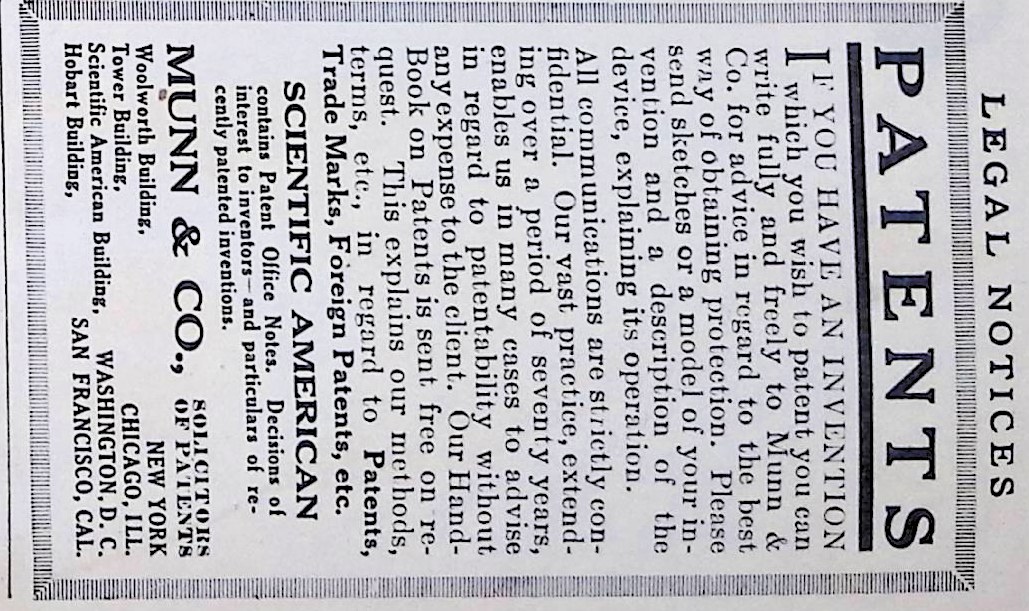 LEGAL NOTICES
PATENTS
IF YOU HAVE AN INVENTION
which you wish to patent you can
write fully and freely to Munn &
Co. for advice in regard to the best
way of obtaining protection. Please
send sketches or a model of your in-
vention and a description of the
device, explaining its operation.
All communications are strictly con-
fidential. Our vast practice, extend-
ing over a period of seventy years,
enables us in many cases to advise
in regard to patentability without
any expense to the client. Our Hand-
Book on Patents is sent free on re-
quest. This explains our methods,
terms, etc., in regard to Patents,
Trade Marks, Foreign Patents, etc.
SCIENTIFIC AMERICAN
contains Patent Office Notes, Decisions of
interest to inventors—and particulars of re-
cently patented inventions.
MUNN & CO., SOLICITORS OF PATENTS
Woolworth Building, NEW YORK
Tower Building, CHICAGO, ILL.
Scientific American Building, WASHINGTON, D. C.
Hobart Building, SAN FRANCISCO, CAL.